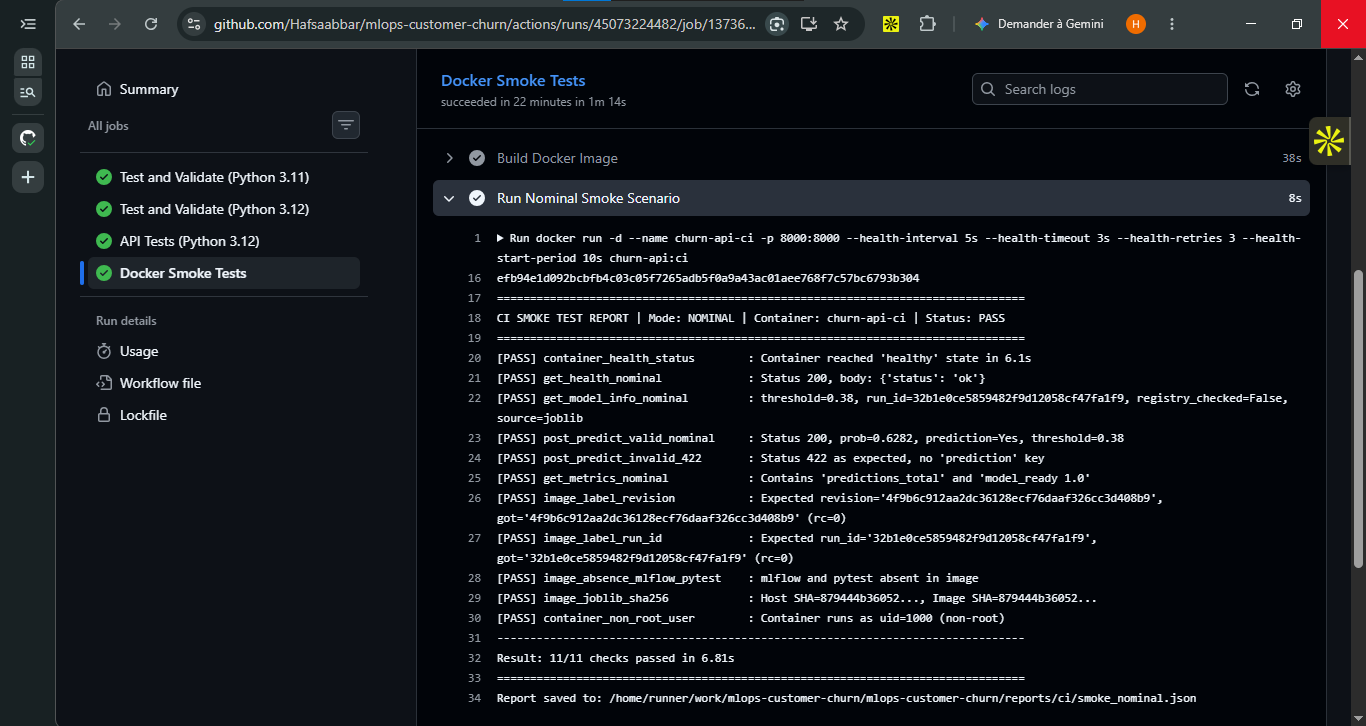 github.com/Hafsaabbar/mlops-customer-churn/actions/runs/45073224482/job/13736...
Demander à Gemini
H
Summary
All jobs
Test and Validate (Python 3.11)
Test and Validate (Python 3.12)
API Tests (Python 3.12)
Docker Smoke Tests
Run details
Usage
Workflow file
Lockfile
Docker Smoke Tests
succeeded in 22 minutes in 1m 14s
Search logs
Build Docker Image 38s
Run Nominal Smoke Scenario 8s
1 ▶ Run docker run -d --name churn-api-ci -p 8000:8000 --health-interval 5s --health-timeout 3s --health-retries 3 --health-
start-period 10s churn-api:ci
16 efb94e1d092bcbfb4c03c05f7265adb5f0a9a43ac01aee768f7c57bc6793b304
17 ================================================================================
18 CI SMOKE TEST REPORT | Mode: NOMINAL | Container: churn-api-ci | Status: PASS
19 ================================================================================
20 [PASS] container_health_status : Container reached 'healthy' state in 6.1s
21 [PASS] get_health_nominal : Status 200, body: {'status': 'ok'}
22 [PASS] get_model_info_nominal : threshold=0.38, run_id=32b1e0ce5859482f9d12058cf47fa1f9, registry_checked=False,
source=joblib
23 [PASS] post_predict_valid_nominal : Status 200, prob=0.6282, prediction=Yes, threshold=0.38
24 [PASS] post_predict_invalid_422 : Status 422 as expected, no 'prediction' key
25 [PASS] get_metrics_nominal : Contains 'predictions_total' and 'model_ready 1.0'
26 [PASS] image_label_revision : Expected revision='4f9b6c912aa2dc36128ecf76daaf326cc3d408b9',
got='4f9b6c912aa2dc36128ecf76daaf326cc3d408b9' (rc=0)
27 [PASS] image_label_run_id : Expected run_id='32b1e0ce5859482f9d12058cf47fa1f9',
got='32b1e0ce5859482f9d12058cf47fa1f9' (rc=0)
28 [PASS] image_absence_mlflow_pytest : mlflow and pytest absent in image
29 [PASS] image_joblib_sha256 : Host SHA=879444b36052..., Image SHA=879444b36052...
30 [PASS] container_non_root_user : Container runs as uid=1000 (non-root)
31 --------------------------------------------------------------------------------
32 Result: 11/11 checks passed in 6.81s
33 ================================================================================
34 Report saved to: /home/runner/work/mlops-customer-churn/mlops-customer-churn/reports/ci/smoke_nominal.json